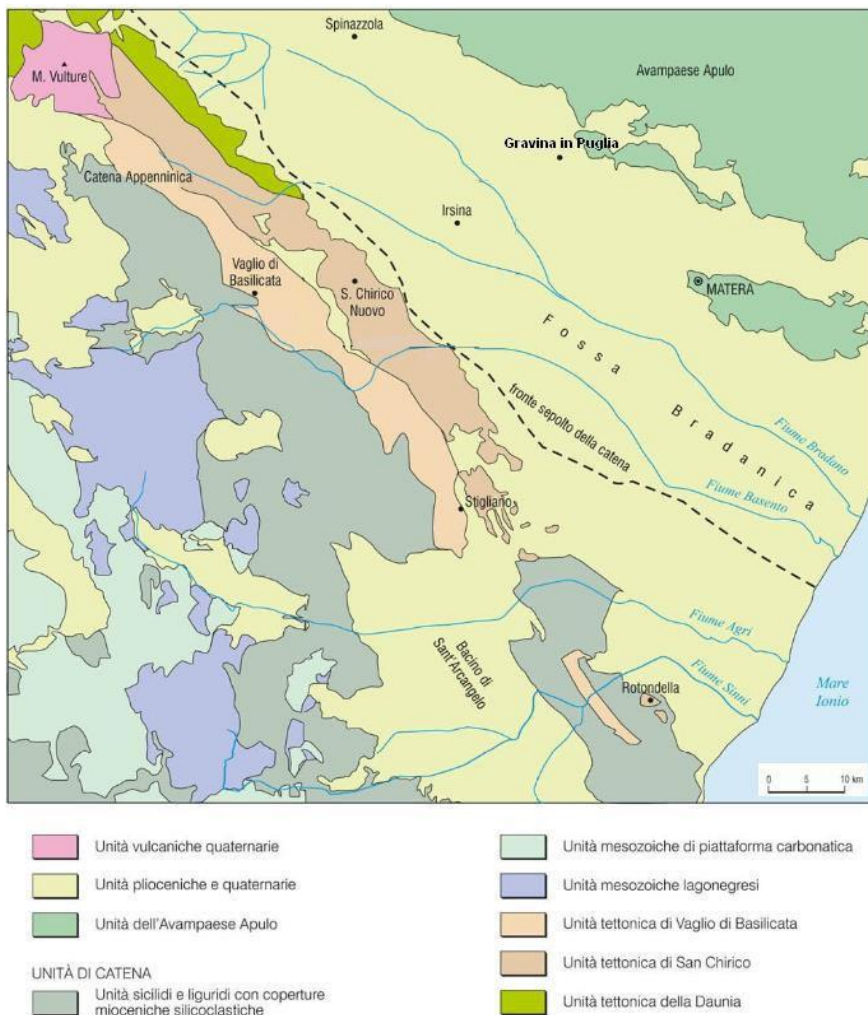 Spinazzola
M. Vulture
Avampaese Apulo
Gravina in Puglia
Catena Appenninica
Irsina
Vaglio di
Basilicata
S. Chirico
Nuovo
MATERA
Fossa
Bradanica
fronte sepolto della catena
Fiume Bradano
Fiume Basento
Stigliano
Fiume Agri
Bacino di
Sant'Arcangelo
Fiume Sinni
Rotondella
Mare
Ionio
0 5 10 km
Unità vulcaniche quaternarie
Unità plioceniche e quaternarie
Unità dell'Avampaese Apulo
UNITÀ DI CATENA
Unità sicilidi e liguridi con coperture
mioceniche silicoclastiche
Unità mesozoiche di piattaforma carbonatica
Unità mesozoiche lagonegresi
Unità tettonica di Vaglio di Basilicata
Unità tettonica di San Chirico
Unità tettonica della Daunia